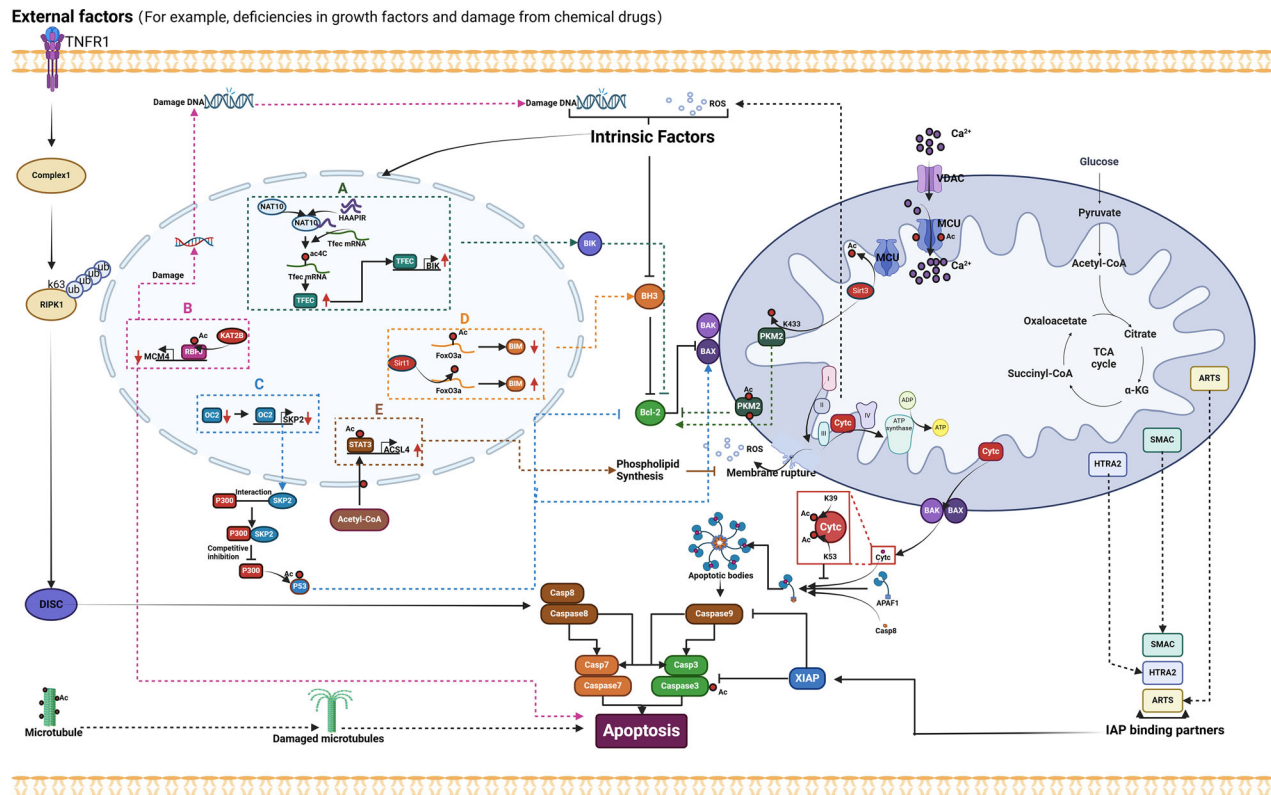 External factors (For example, deficiencies in growth factors and damage from chemical drugs)
TNFR1
Damage DNA
Damage DNA
ROS
Intrinsic Factors
Complex1
k63
ub
ub
ub
ub
RIPK1
DISC
A
NAT10
NAT10
HAAPIR
Tfec mRNA
ac4C
Tfec mRNA
TFEC
TFEC
BIK
BIK
Damage
B
Ac
KAT2B
RBPJ
MCM4
C
OC2
OC2
SKP2
D
Ac
FoxO3a
BIM
Sirt1
FoxO3a
BIM
E
Ac
STAT3
ACSL4
Acetyl-CoA
Interaction
P300
SKP2
P300
SKP2
Competitive
inhibition
P300
Ac
P53
BH3
Bcl-2
BAK
BAX
Phospholipid
Synthesis
ROS
Membrane rupture
Ca²⁺
VDAC
MCU
Ac
Ca²⁺
Ac
MCU
Sirt3
K433
PKM2
Ac
PKM2
Glucose
Pyruvate
Acetyl-CoA
Oxaloacetate
Citrate
TCA
cycle
Succinyl-CoA
α-KG
I
II
III
Cytc
IV
ATP
synthase
ADP
ATP
Cytc
BAK
BAX
ARTS
SMAC
HTRA2
K39
Ac
Cytc
Ac
K53
Cytc
APAF1
Casp8
Apoptotic bodies
Casp8
Caspase8
Caspase9
Casp7
Caspase7
Casp3
Caspase3
Ac
XIAP
Apoptosis
SMAC
HTRA2
ARTS
IAP binding partners
Ac
Microtubule
Damaged microtubules